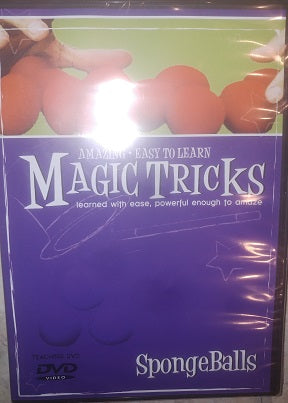 AMAZING • EASY TO LEARN
MAGIC TRICKS
learned with ease, powerful enough to amaze
TEACHING DVD
DVD
VIDEO
SpongeBalls